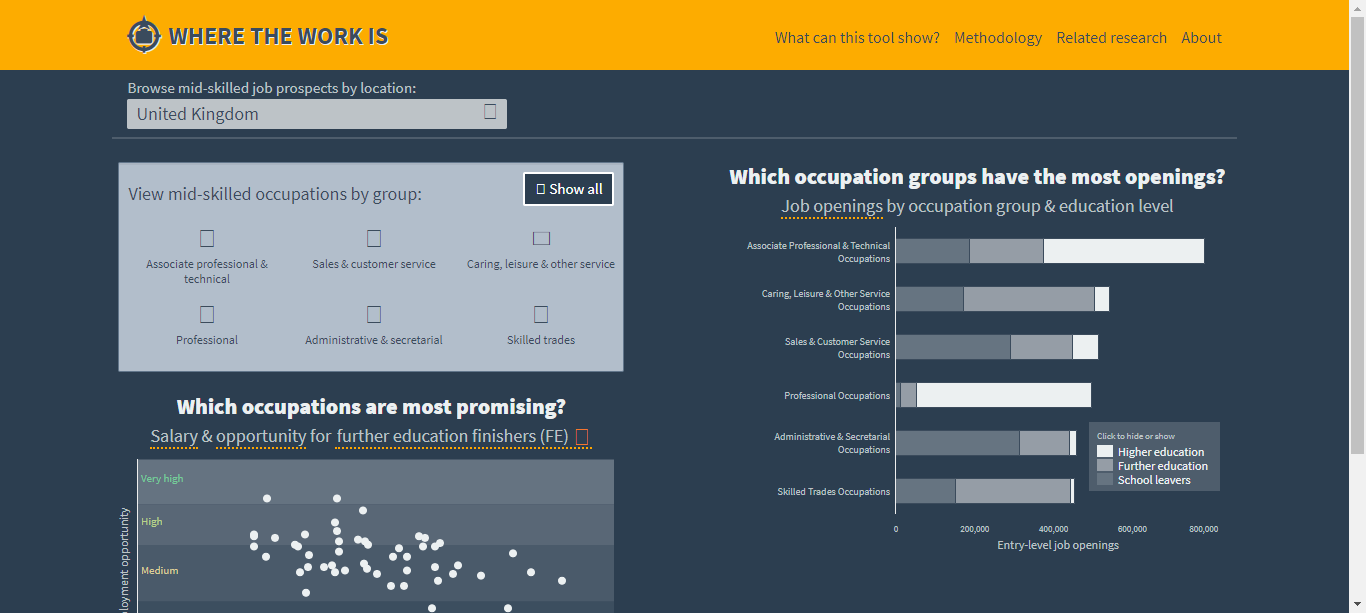 WHERE THE WORK IS
What can this tool show? Methodology Related research About
Browse mid-skilled job prospects by location:
United Kingdom
View mid-skilled occupations by group:
Show all
Associate professional &
technical
Sales & customer service
Caring, leisure & other service
Professional
Administrative & secretarial
Skilled trades
Which occupations are most promising?
Salary & opportunity for further education finishers (FE)
Very high
High
Medium
Which occupation groups have the most openings?
Job openings by occupation group & education level
Associate Professional & Technical
Occupations
Caring, Leisure & Other Service
Occupations
Sales & Customer Service
Occupations
Professional Occupations
Administrative & Secretarial
Occupations
Skilled Trades Occupations
Click to hide or show
Higher education
Further education
School leavers
0 200,000 400,000 600,000 800,000
Entry-level job openings